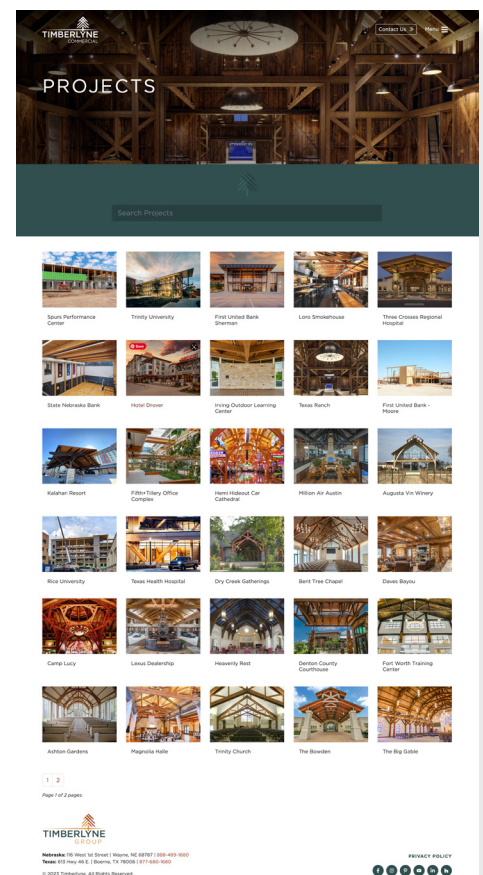 TIMBERLYNE
COMMERCIAL
Contact Us »
Menu
PROJECTS
Search Projects
Spurs Performance
Center
Trinity University
First United Bank
Sherman
Loro Smokehouse
Three Crosses Regional
Hospital
State Nebraska Bank
Save
Hotel Drover
Irving Outdoor Learning
Center
Texas Ranch
First United Bank -
Moore
Kalahari Resort
Fifth+Tillery Office
Complex
Hemi Hideout Car
Cathedral
Million Air Austin
Augusta Vin Winery
Rice University
Texas Health Hospital
Dry Creek Gatherings
Bent Tree Chapel
Daves Bayou
Camp Lucy
Lexus Dealership
Heavenly Rest
Denton County
Courthouse
Fort Worth Training
Center
Ashton Gardens
Magnolia Halle
Trinity Church
The Bowden
The Big Gable
1 2
Page 1 of 2 pages
TIMBERLYNE
GROUP
Nebraska: 116 West 1st Street | Wayne, NE 68787 | 888-489-1680
Texas: 613 Hwy 46 E. | Boerne, TX 78006 | 877-680-1680
PRIVACY POLICY
© 2023 Timberlyne. All Rights Reserved.